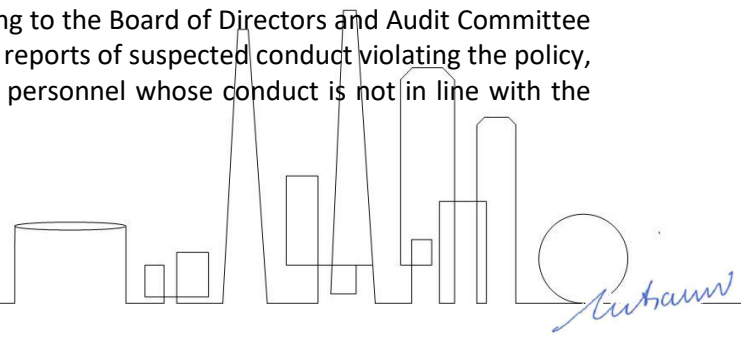 ng to the Board of Directors and Audit Committee
reports of suspected conduct violating the policy,
personnel whose conduct is not in line with the